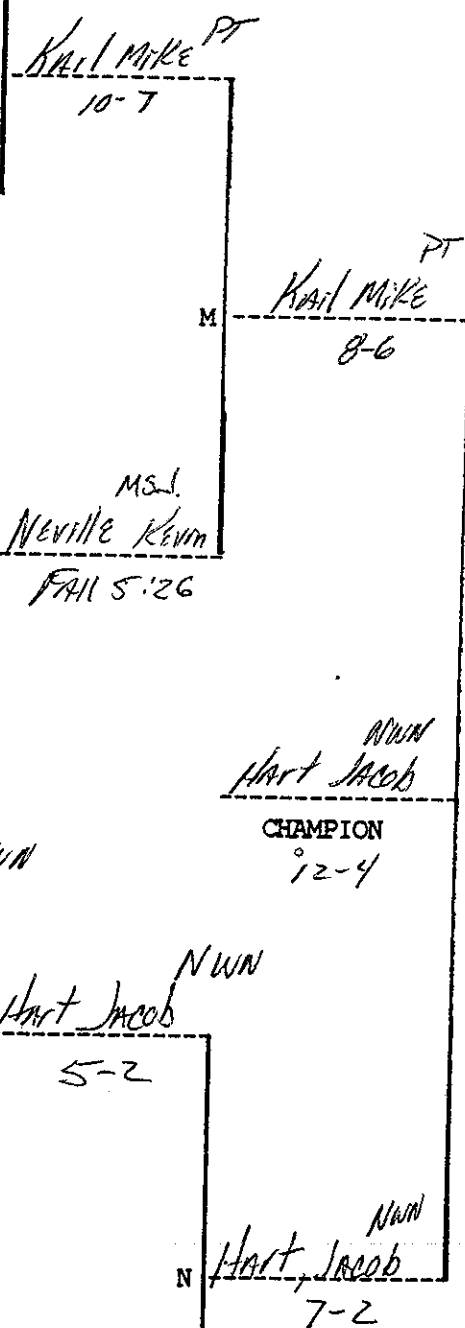 Kail Mike PT
10-7
PT
M Kail Mike
8-6
MSJ.
Neville Kevin
Fall 5:26
NWN
Hart Jacob
CHAMPION
12-4
NWN
Hart Jacob
5-2
NWN
N Hart, Jacob
7-2